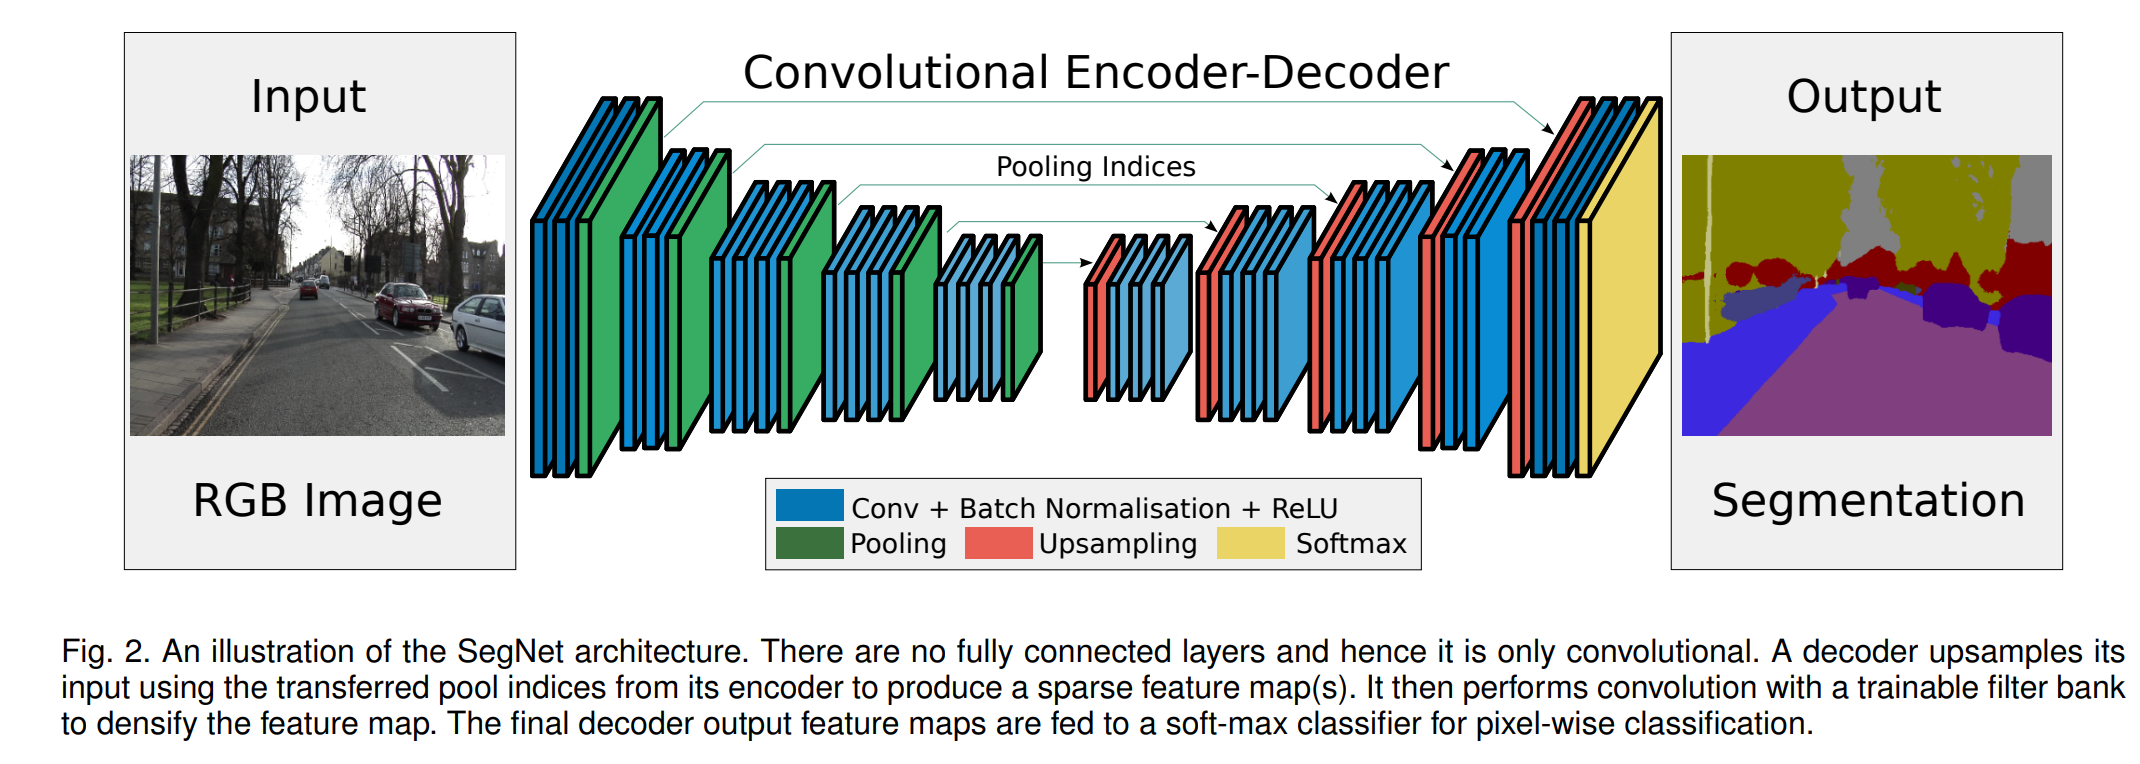 Input
RGB Image
Convolutional Encoder-Decoder
Pooling Indices
Conv + Batch Normalisation + ReLU
Pooling
Upsampling
Softmax
Output
Segmentation
Fig. 2. An illustration of the SegNet architecture. There are no fully connected layers and hence it is only convolutional. A decoder upsamples its
input using the transferred pool indices from its encoder to produce a sparse feature map(s). It then performs convolution with a trainable filter bank
to densify the feature map. The final decoder output feature maps are fed to a soft-max classifier for pixel-wise classification.